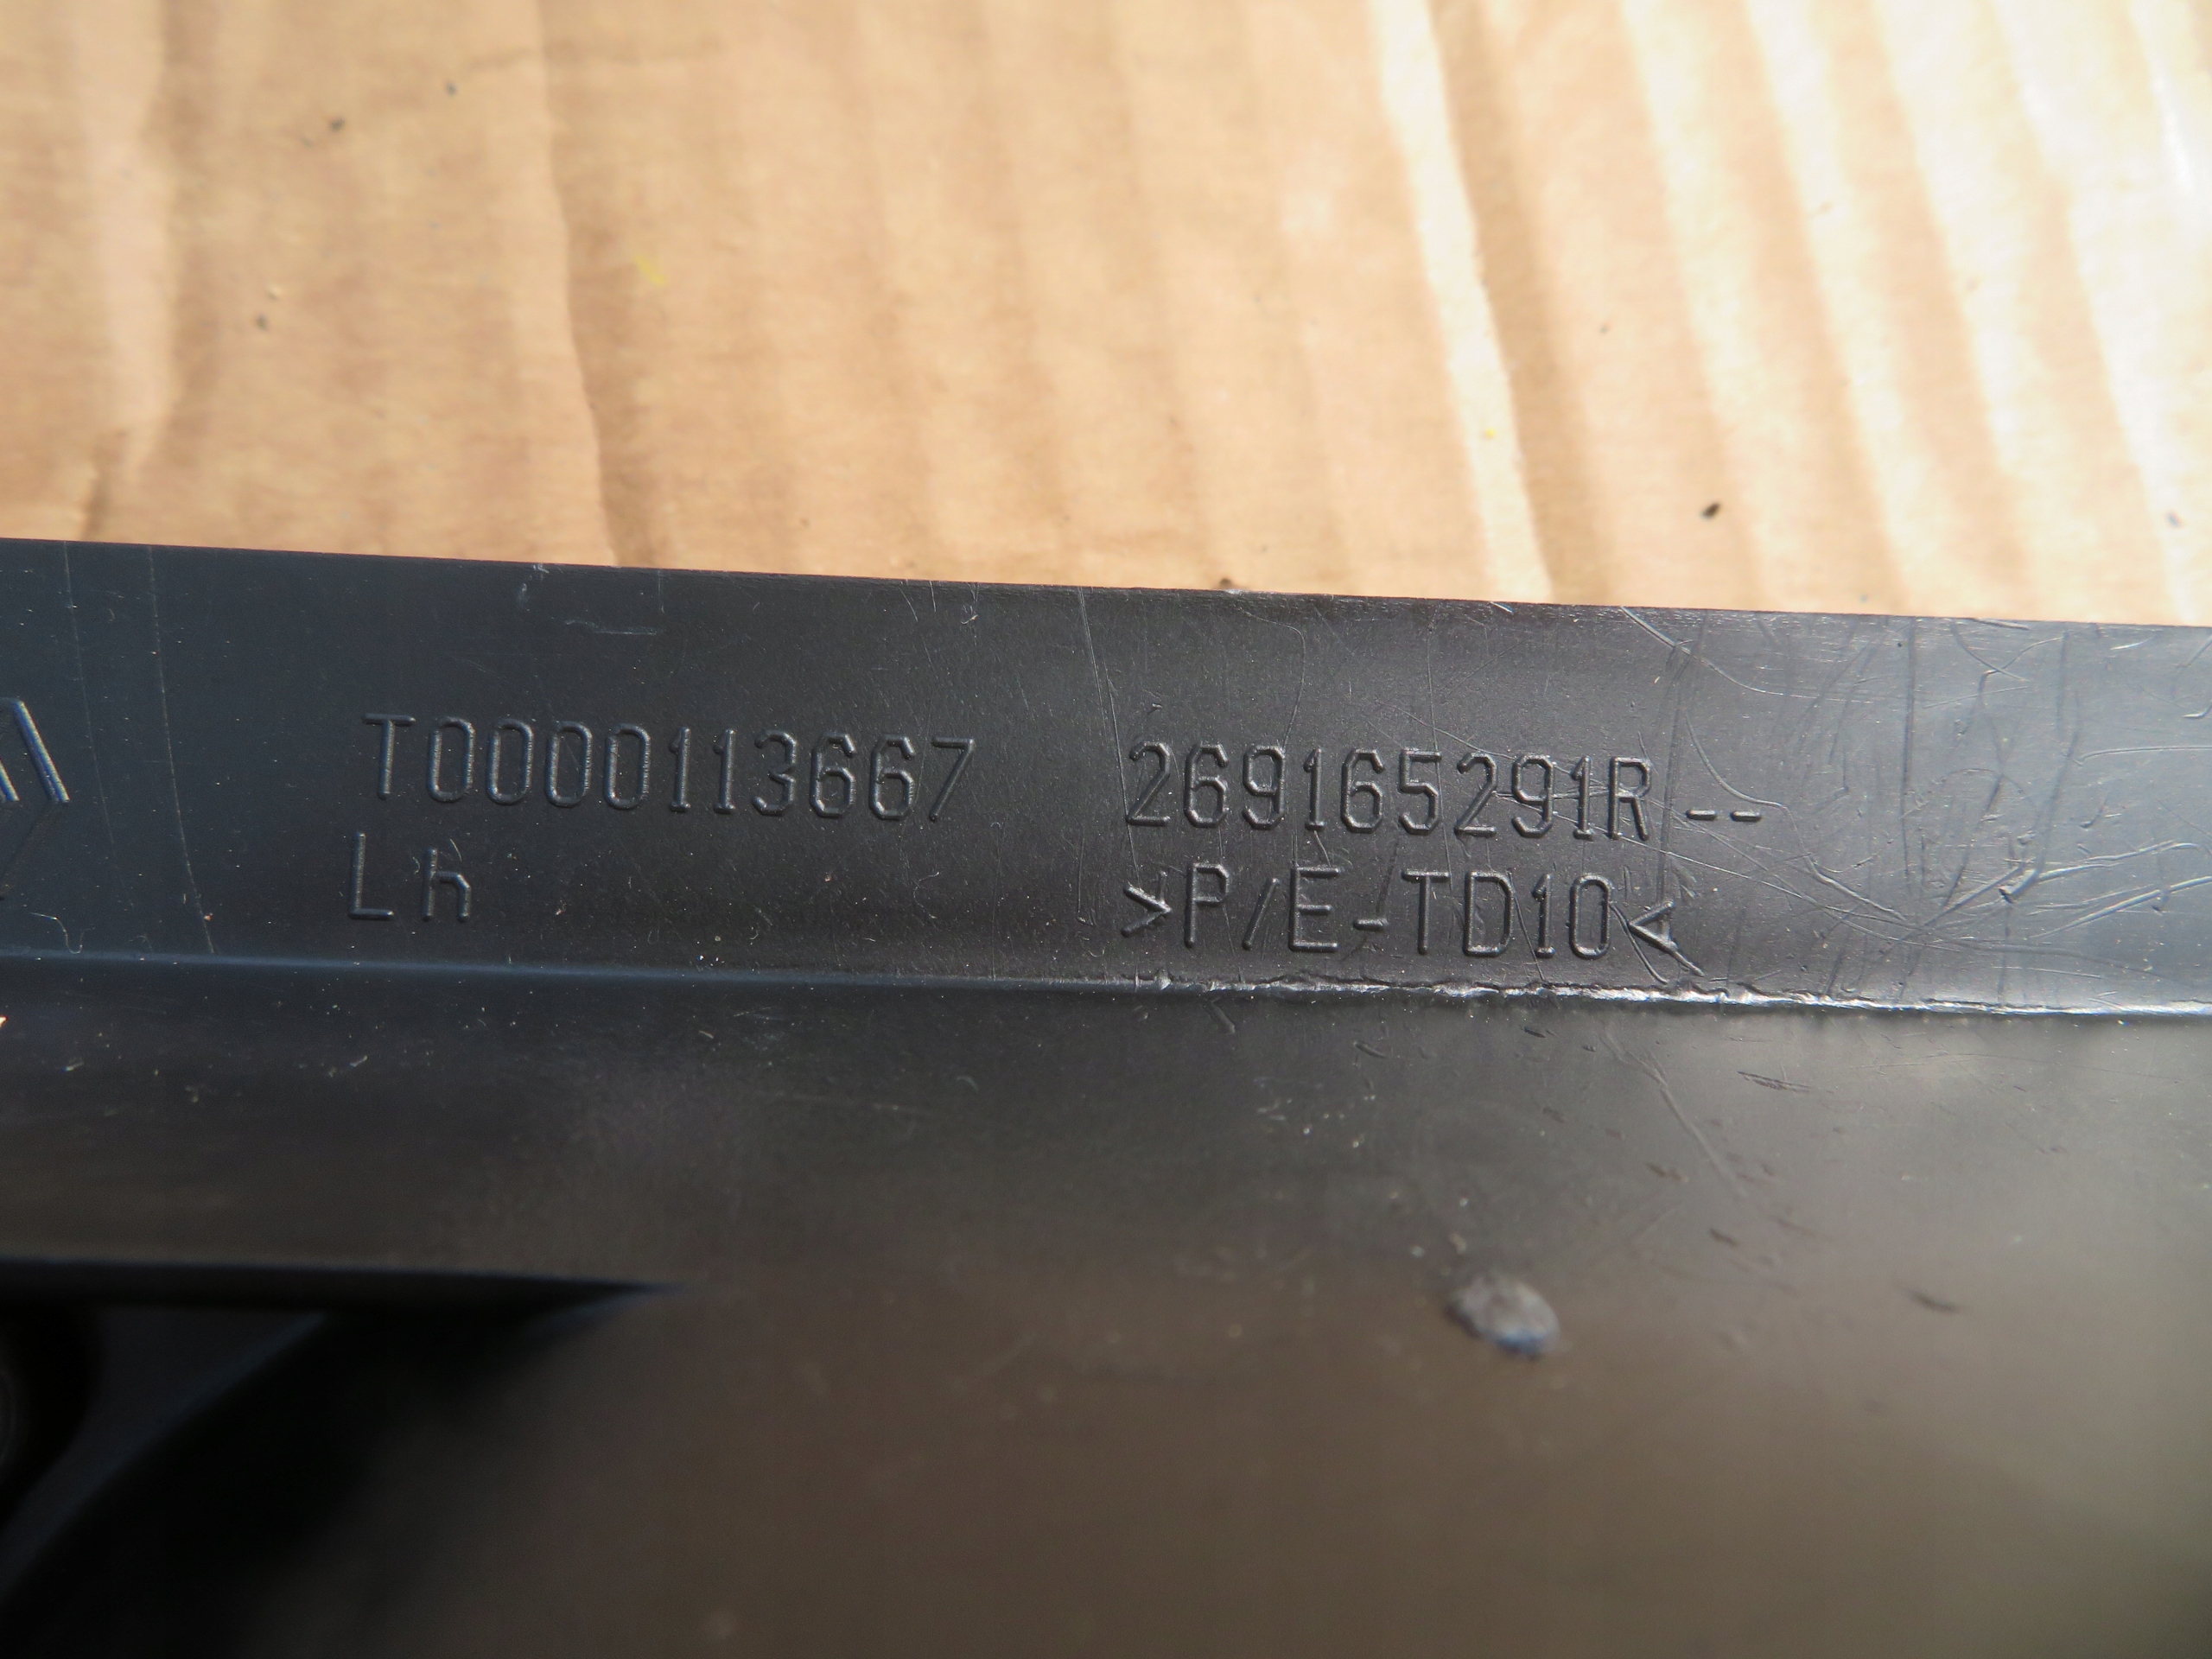 T0000113667 269165291R--
Lh >P/E-TD10<